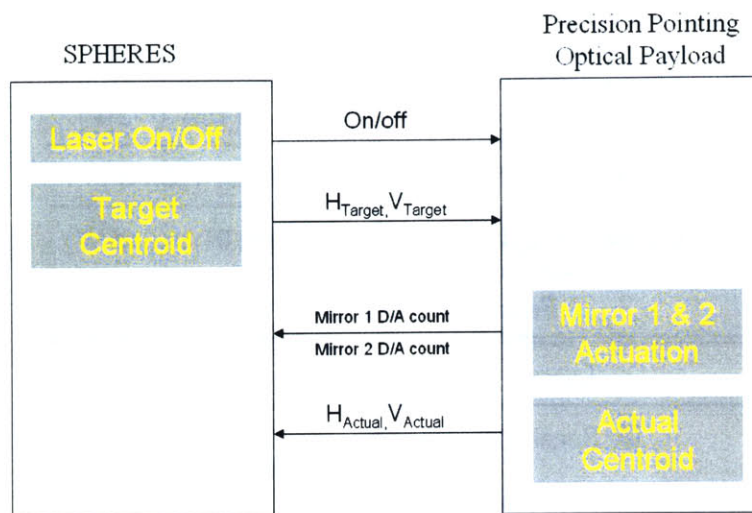 SPHERES
Precision Pointing
Optical Payload
Laser On/Off
On/off
Target
Centroid
HTarget, VTarget
Mirror 1 D/A count
Mirror 2 D/A count
Mirror 1 & 2
Actuation
HActual, VActual
Actual
Centroid